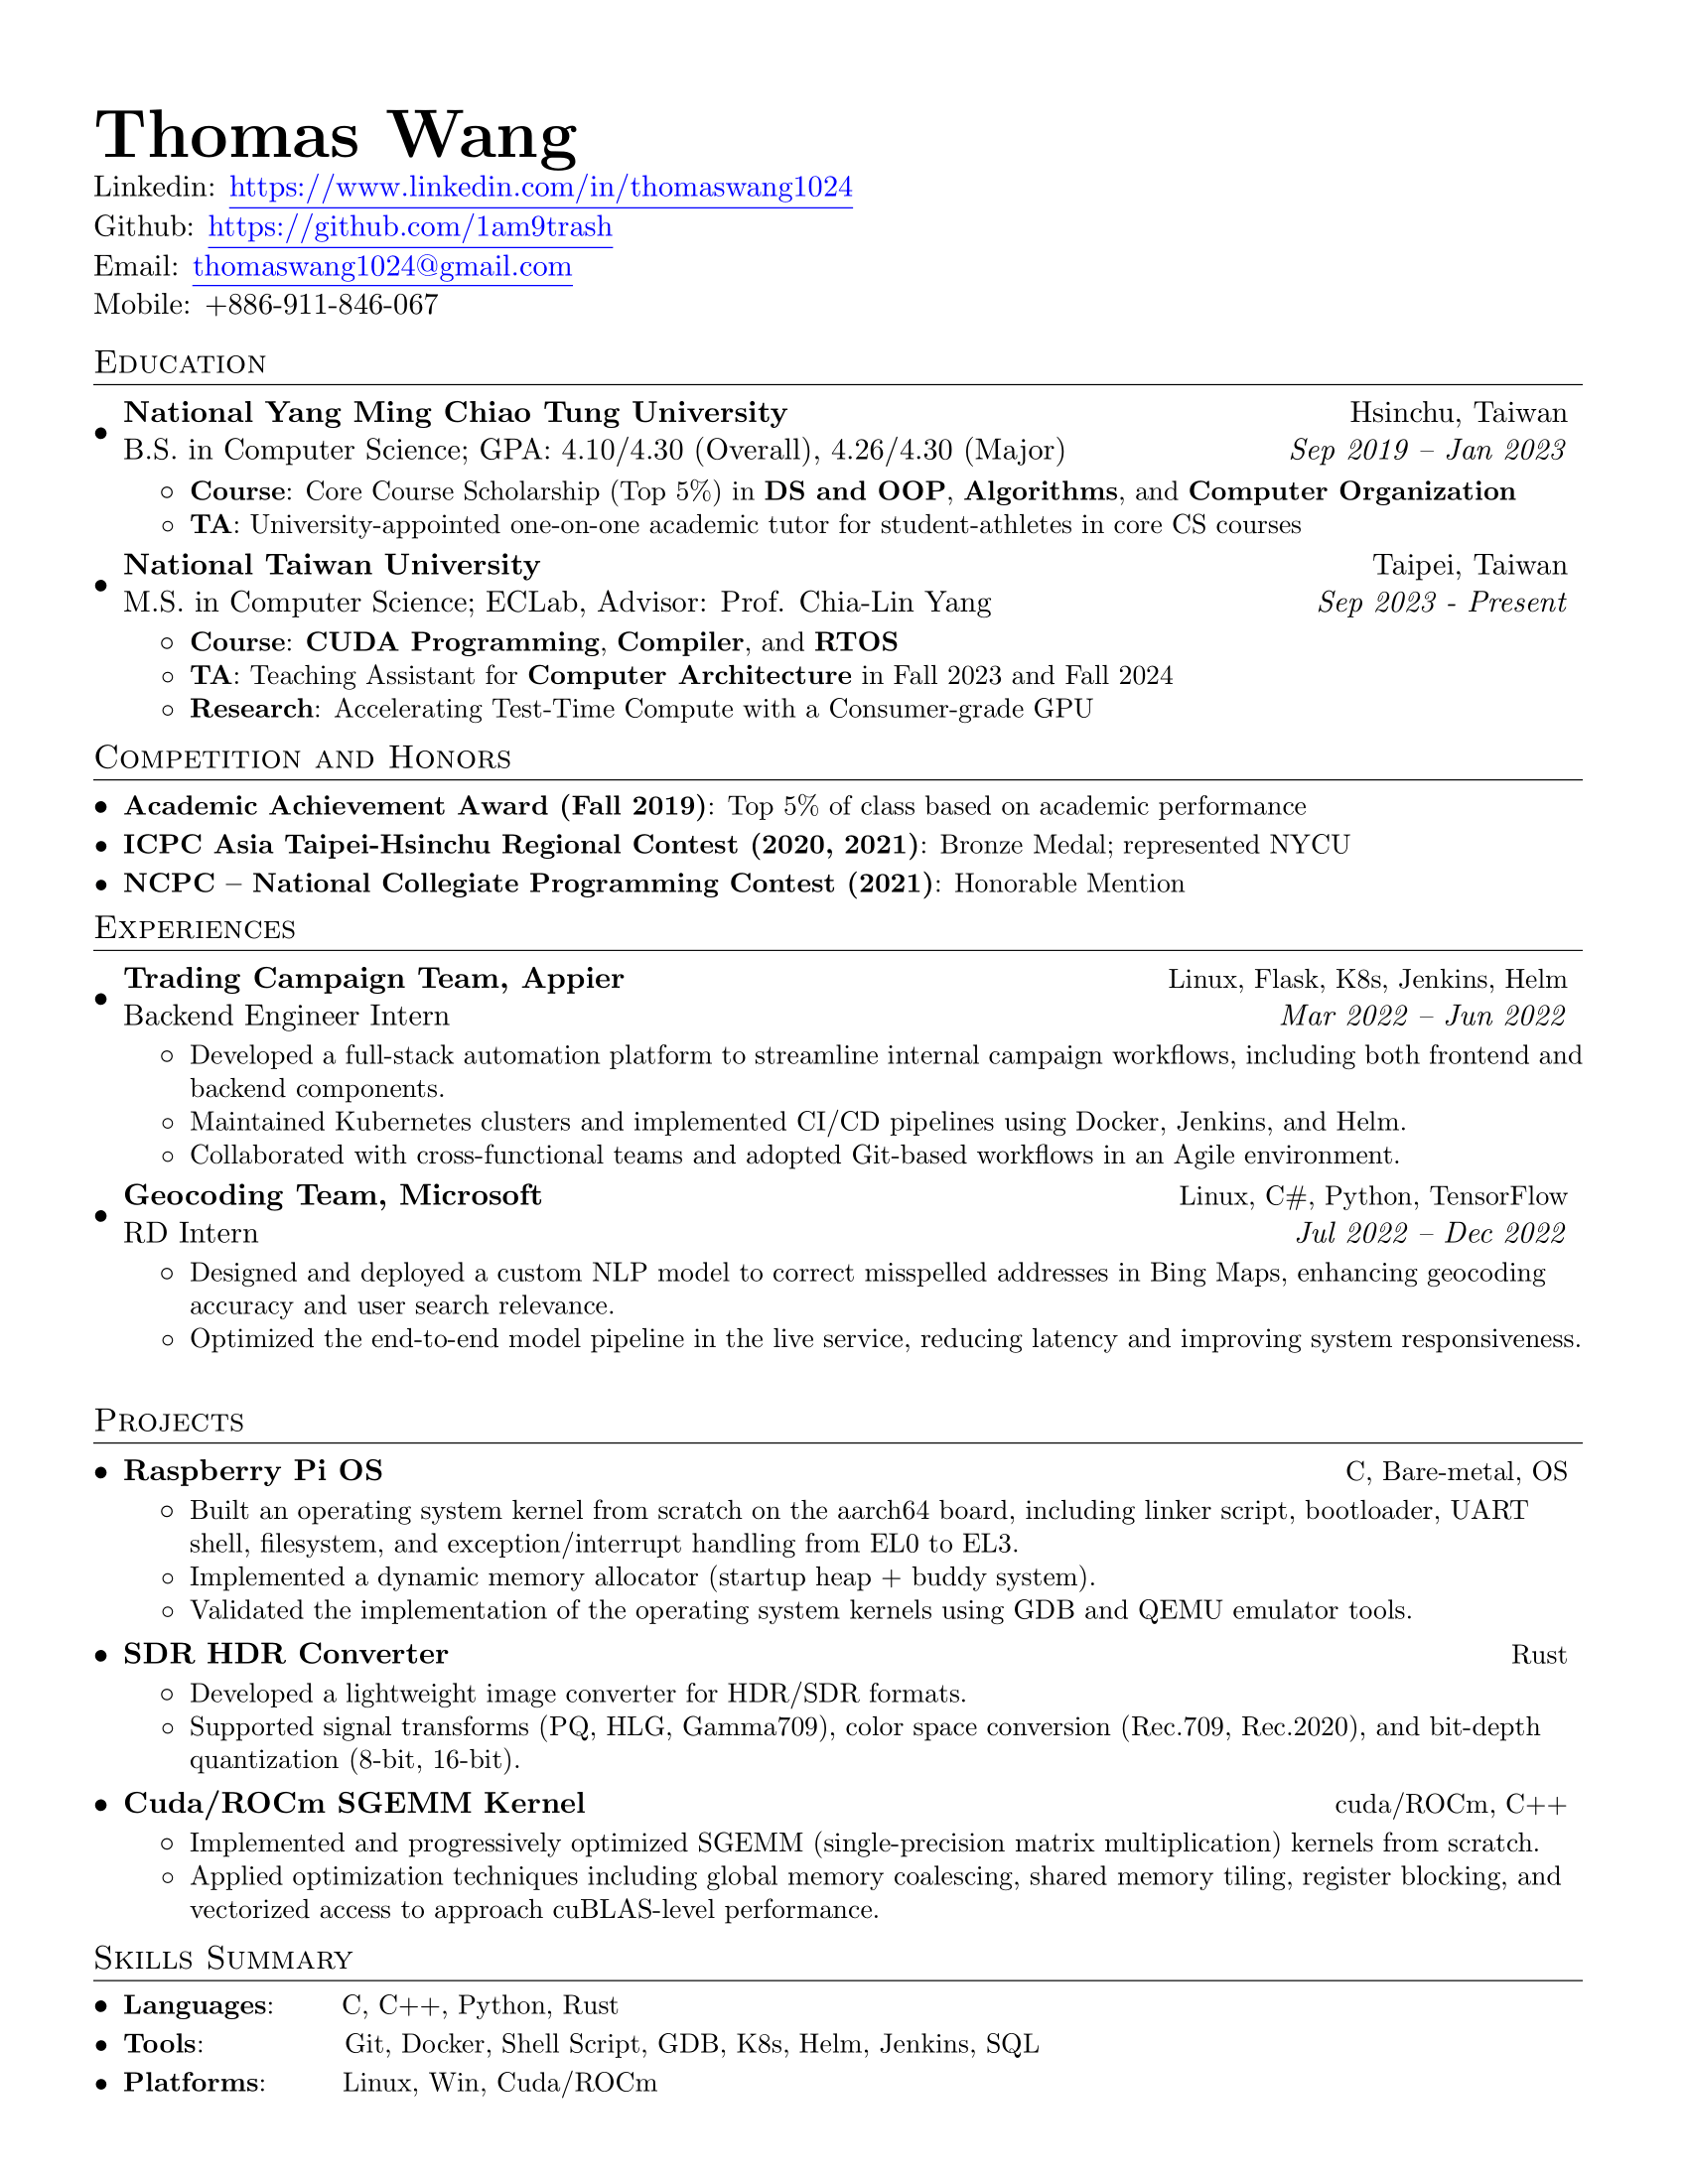 Thomas Wang
Linkedin: https://www.linkedin.com/in/thomaswang1024
Github: https://github.com/1am9trash
Email: thomaswang1024@gmail.com
Mobile: +886-911-846-067
Education
• National Yang Ming Chiao Tung University Hsinchu, Taiwan
B.S. in Computer Science; GPA: 4.10/4.30 (Overall), 4.26/4.30 (Major) Sep 2019 – Jan 2023
◦ Course: Core Course Scholarship (Top 5%) in DS and OOP, Algorithms, and Computer Organization
◦ TA: University-appointed one-on-one academic tutor for student-athletes in core CS courses
• National Taiwan University Taipei, Taiwan
M.S. in Computer Science; ECLab, Advisor: Prof. Chia-Lin Yang Sep 2023 - Present
◦ Course: CUDA Programming, Compiler, and RTOS
◦ TA: Teaching Assistant for Computer Architecture in Fall 2023 and Fall 2024
◦ Research: Accelerating Test-Time Compute with a Consumer-grade GPU
Competition and Honors
• Academic Achievement Award (Fall 2019): Top 5% of class based on academic performance
• ICPC Asia Taipei-Hsinchu Regional Contest (2020, 2021): Bronze Medal; represented NYCU
• NCPC – National Collegiate Programming Contest (2021): Honorable Mention
Experiences
• Trading Campaign Team, Appier Linux, Flask, K8s, Jenkins, Helm
Backend Engineer Intern Mar 2022 – Jun 2022
◦ Developed a full-stack automation platform to streamline internal campaign workflows, including both frontend and
backend components.
◦ Maintained Kubernetes clusters and implemented CI/CD pipelines using Docker, Jenkins, and Helm.
◦ Collaborated with cross-functional teams and adopted Git-based workflows in an Agile environment.
• Geocoding Team, Microsoft Linux, C#, Python, TensorFlow
RD Intern Jul 2022 – Dec 2022
◦ Designed and deployed a custom NLP model to correct misspelled addresses in Bing Maps, enhancing geocoding
accuracy and user search relevance.
◦ Optimized the end-to-end model pipeline in the live service, reducing latency and improving system responsiveness.
Projects
• Raspberry Pi OS C, Bare-metal, OS
◦ Built an operating system kernel from scratch on the aarch64 board, including linker script, bootloader, UART
shell, filesystem, and exception/interrupt handling from EL0 to EL3.
◦ Implemented a dynamic memory allocator (startup heap + buddy system).
◦ Validated the implementation of the operating system kernels using GDB and QEMU emulator tools.
• SDR HDR Converter Rust
◦ Developed a lightweight image converter for HDR/SDR formats.
◦ Supported signal transforms (PQ, HLG, Gamma709), color space conversion (Rec.709, Rec.2020), and bit-depth
quantization (8-bit, 16-bit).
• Cuda/ROCm SGEMM Kernel cuda/ROCm, C++
◦ Implemented and progressively optimized SGEMM (single-precision matrix multiplication) kernels from scratch.
◦ Applied optimization techniques including global memory coalescing, shared memory tiling, register blocking, and
vectorized access to approach cuBLAS-level performance.
Skills Summary
• Languages: C, C++, Python, Rust
• Tools: Git, Docker, Shell Script, GDB, K8s, Helm, Jenkins, SQL
• Platforms: Linux, Win, Cuda/ROCm